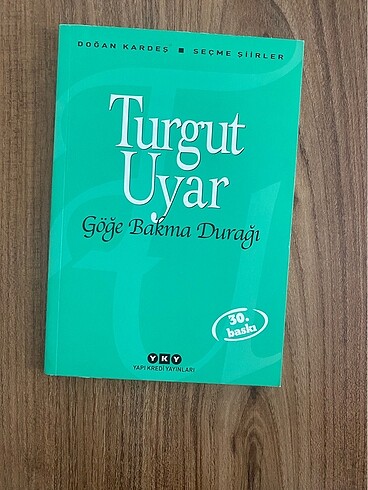 DOĞAN KARDEŞ ■ SEÇME ŞİİRLER
Turgut
Uyar
Göğe Bakma Durağı
30.
baskı
YKY
YAPI KREDİ YAYINLARI